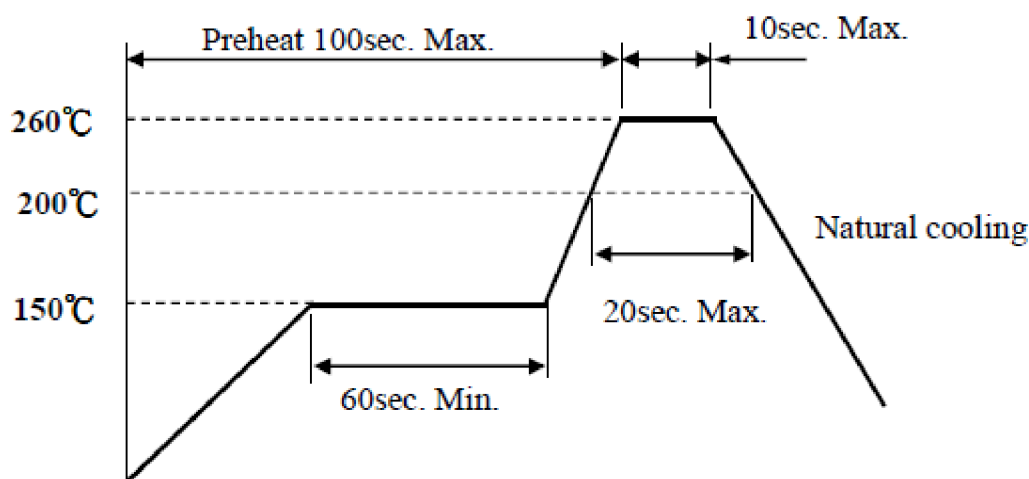 Preheat 100sec. Max.
10sec. Max.
260℃
200℃
Natural cooling
150℃
20sec. Max.
60sec. Min.